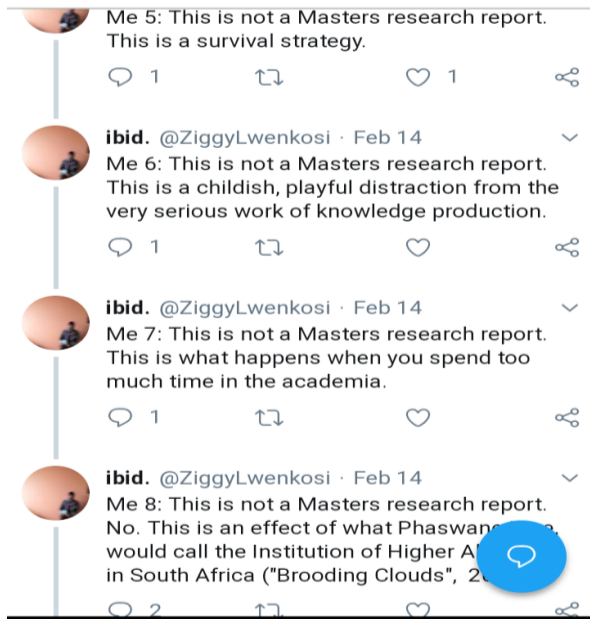 Me 5: This is not a Masters research report.
This is a survival strategy.
1 1
ibid. @ZiggyLwenkosi · Feb 14
Me 6: This is not a Masters research report.
This is a childish, playful distraction from the
very serious work of knowledge production.
1
ibid. @ZiggyLwenkosi · Feb 14
Me 7: This is not a Masters research report.
This is what happens when you spend too
much time in the academia.
1
ibid. @ZiggyLwenkosi · Feb 14
Me 8: This is not a Masters research report.
No. This is an effect of what
would call the Institution of Higher
in South Africa ("Brooding Clouds",
2